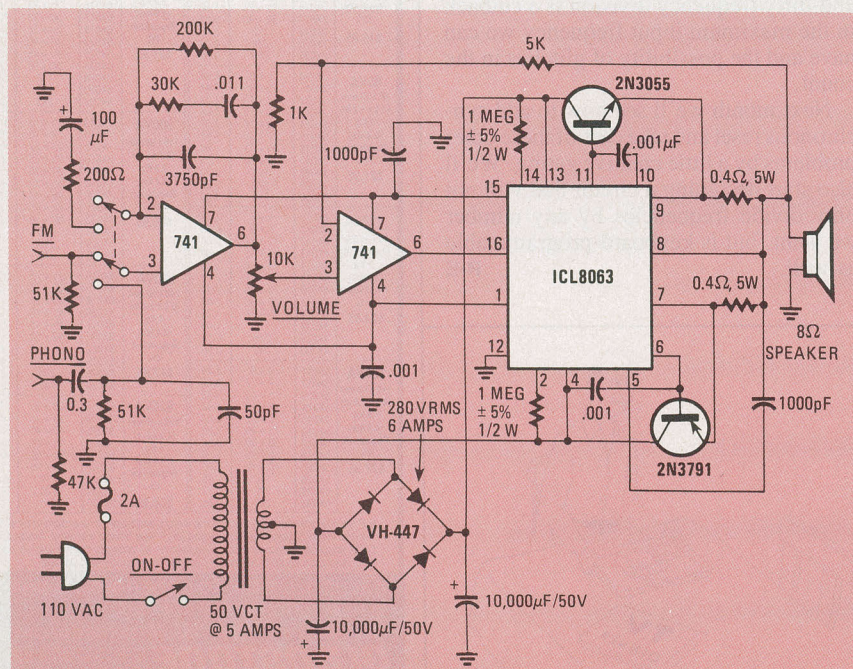 200K
5K
30K
.011
2N3055
+
100
μF
1K
1 MEG
± 5%
1/2 W
.001μF
1000pF
200Ω
3750pF
14
13
11
10
15
0.4Ω, 5W
9
2
7
741
6
3
4
FM
10K
2
7
741
6
3
4
16
ICL8063
8
0.4Ω, 5W
51K
VOLUME
1
7
8Ω
SPEAKER
12
6
PHONO
.001
2
4
5
0.3
51K
50pF
280 VRMS
6 AMPS
1 MEG
± 5%
1/2 W
.001
1000pF
2N3791
47K
2A
VH-447
ON-OFF
110 VAC
50 VCT
@ 5 AMPS
+
10,000μF/50V
+
10,000μF/50V